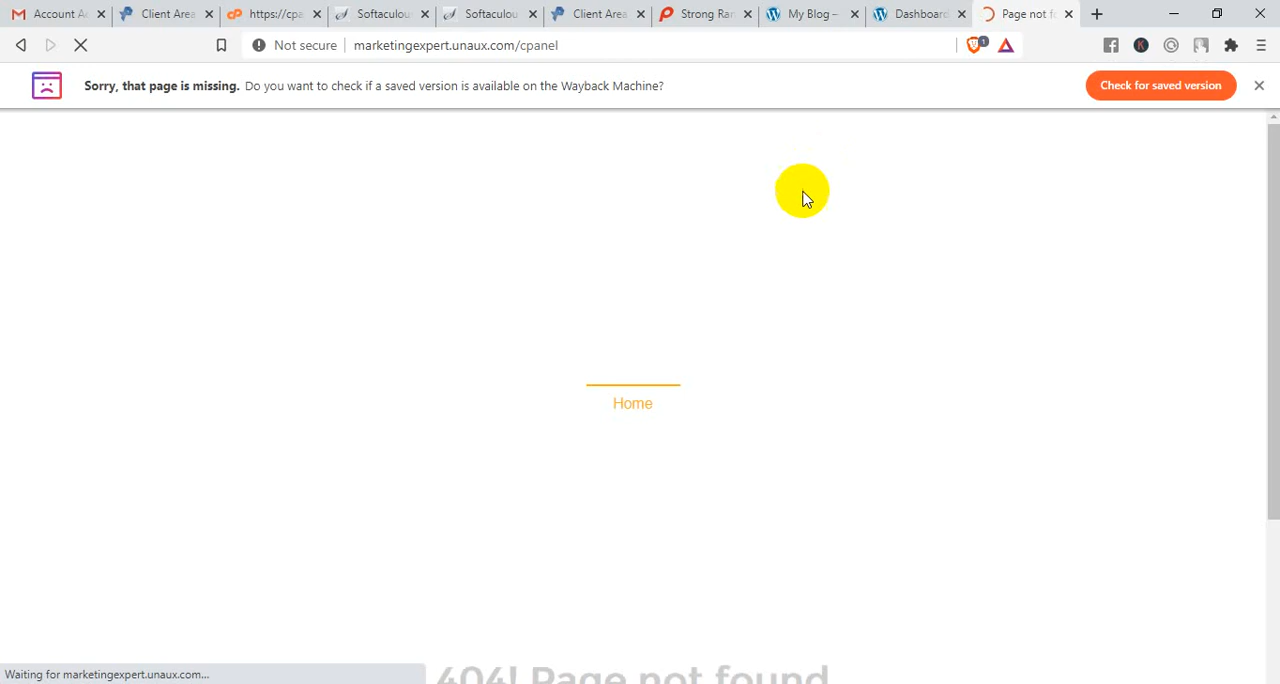 Account Ac Client Area https://cpa Softaculou Softaculou Client Area Strong Ran My Blog – Dashboard Page not f
Not secure marketingexpert.unaux.com/cpanel
Sorry, that page is missing. Do you want to check if a saved version is available on the Wayback Machine? Check for saved version
Home
404! Page not found
Waiting for marketingexpert.unaux.com...